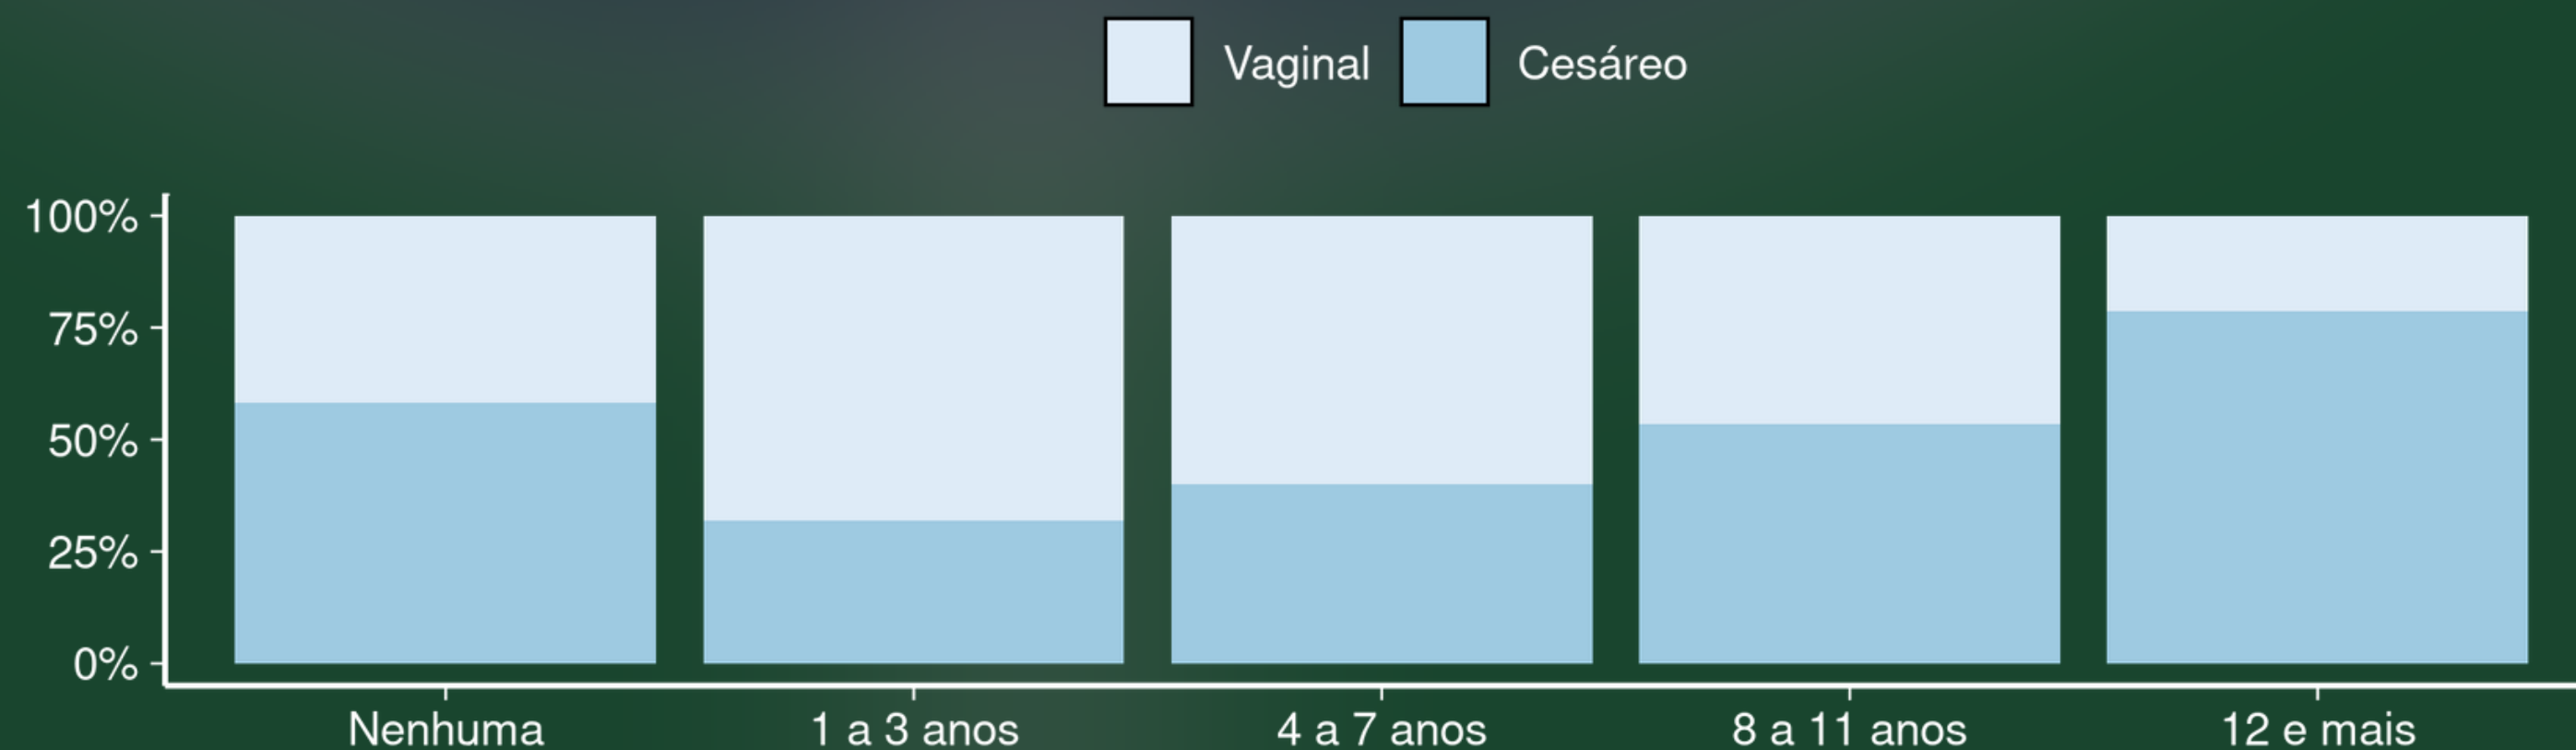 Vaginal Cesáreo
100%
75%
50%
25%
0%
Nenhuma 1 a 3 anos 4 a 7 anos 8 a 11 anos 12 e mais